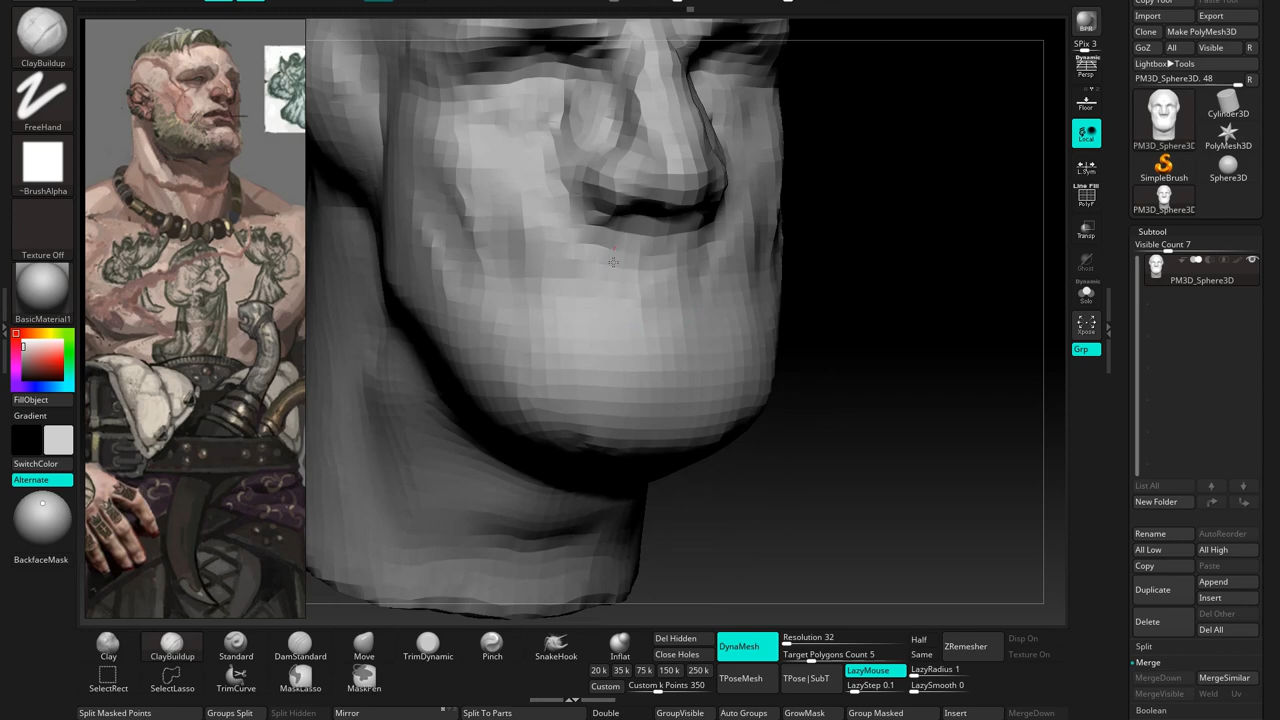 ClayBuildup
FreeHand
~BrushAlpha
Texture Off
BasicMaterial1
FillObject
Gradient
SwitchColor
Alternate
BackfaceMask
BPR
SPix 3
Dynamic
Persp
Floor
Local
L.Sym
Line Fill
PolyF
Transp
Ghost
Dynamic
Solo
Xpose
Grp
Import
Export
Clone
Make PolyMesh3D
GoZ
All
Visible
R
Lightbox▶Tools
PM3D_Sphere3D. 48
R
Cylinder3D
PM3D_Sphere3D
PolyMesh3D
SimpleBrush
Sphere3D
PM3D_Sphere3D
Subtool
Visible Count 7
PM3D_Sphere3D
List All
New Folder
Rename
AutoReorder
All Low
All High
Copy
Paste
Duplicate
Append
Insert
Delete
Del Other
Del All
Split
Merge
MergeDown
MergeSimilar
MergeVisible
Weld
Uv
Boolean
Clay
ClayBuildup
Standard
DamStandard
Move
TrimDynamic
Pinch
SnakeHook
Inflat
SelectRect
SelectLasso
TrimCurve
MaskLasso
MaskPen
Del Hidden
Close Holes
20 k
35 k
75 k
150 k
250 k
Custom
Custom k Points 350
DynaMesh
Resolution 32
Target Polygons Count 5
TPoseMesh
TPose|SubT
LazyMouse
LazyStep 0.1
Half
Same
LazyRadius 1
LazySmooth 0
ZRemesher
Disp On
Texture On
Split Masked Points
Groups Split
Split Hidden
Mirror
Split To Parts
Double
GroupVisible
Auto Groups
GrowMask
Group Masked
Insert
MergeDown